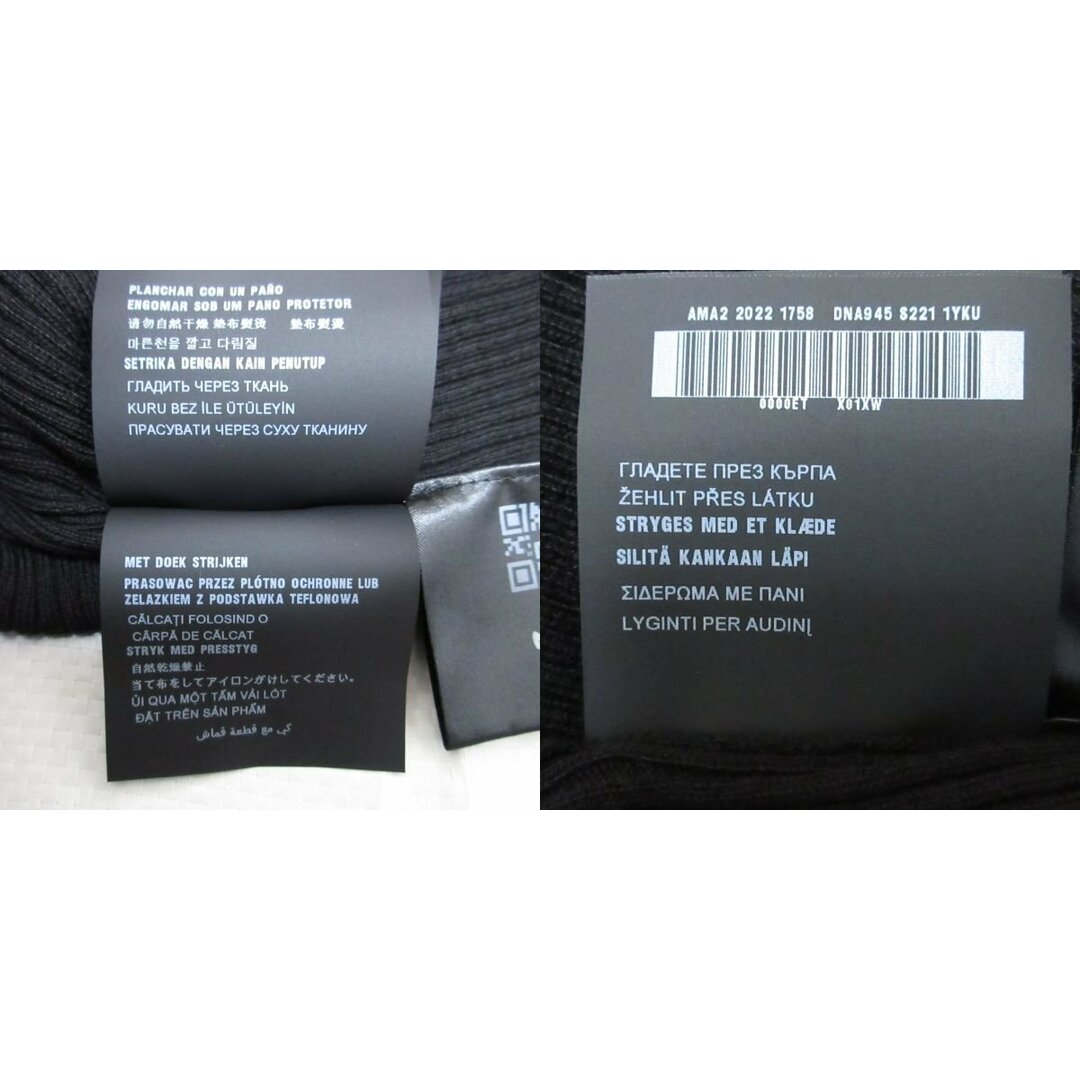 PLANCHAR CON UN PAÑO
ENGOMAR SOB UM PANO PROTETOR
请勿自然干燥 垫布熨烫 墊布熨燙
마른천을 깔고 다림질
SETRIKA DENGAN KAIN PENUTUP
ГЛАДИТЬ ЧЕРЕЗ ТКАНЬ
KURU BEZ İLE ÜTÜLEYİN
ПРАСУВАТИ ЧЕРЕЗ СУХУ ТКАНИНУ
MET DOEK STRIJKEN
PRASOWAC PRZEZ PLÓTNO OCHRONNE LUB
ZELAZKIEM Z PODSTAWKA TEFLONOWA
CĂLCAȚI FOLOSIND O
CÂRPĂ DE CĂLCAT
STRYK MED PRESSTYG
自然乾燥禁止
当て布をしてアイロンがけしてください。
ỦI QUA MỘT TẤM VẢI LÓT
ĐẶT TRÊN SẢN PHẨM
كي مع قطعة قماش
AMA2 2022 1758 DNA945 S221 1YKU
0000ET X01XW
ГЛАДЕТЕ ПРЕЗ КЪРПА
ŽEHLIT PŘES LÁTKU
STRYGES MED ET KLÆDE
SILITÄ KANKAAN LÄPI
ΣΙΔΕΡΩΜΑ ΜΕ ΠΑΝΙ
LYGINTI PER AUDINĮ